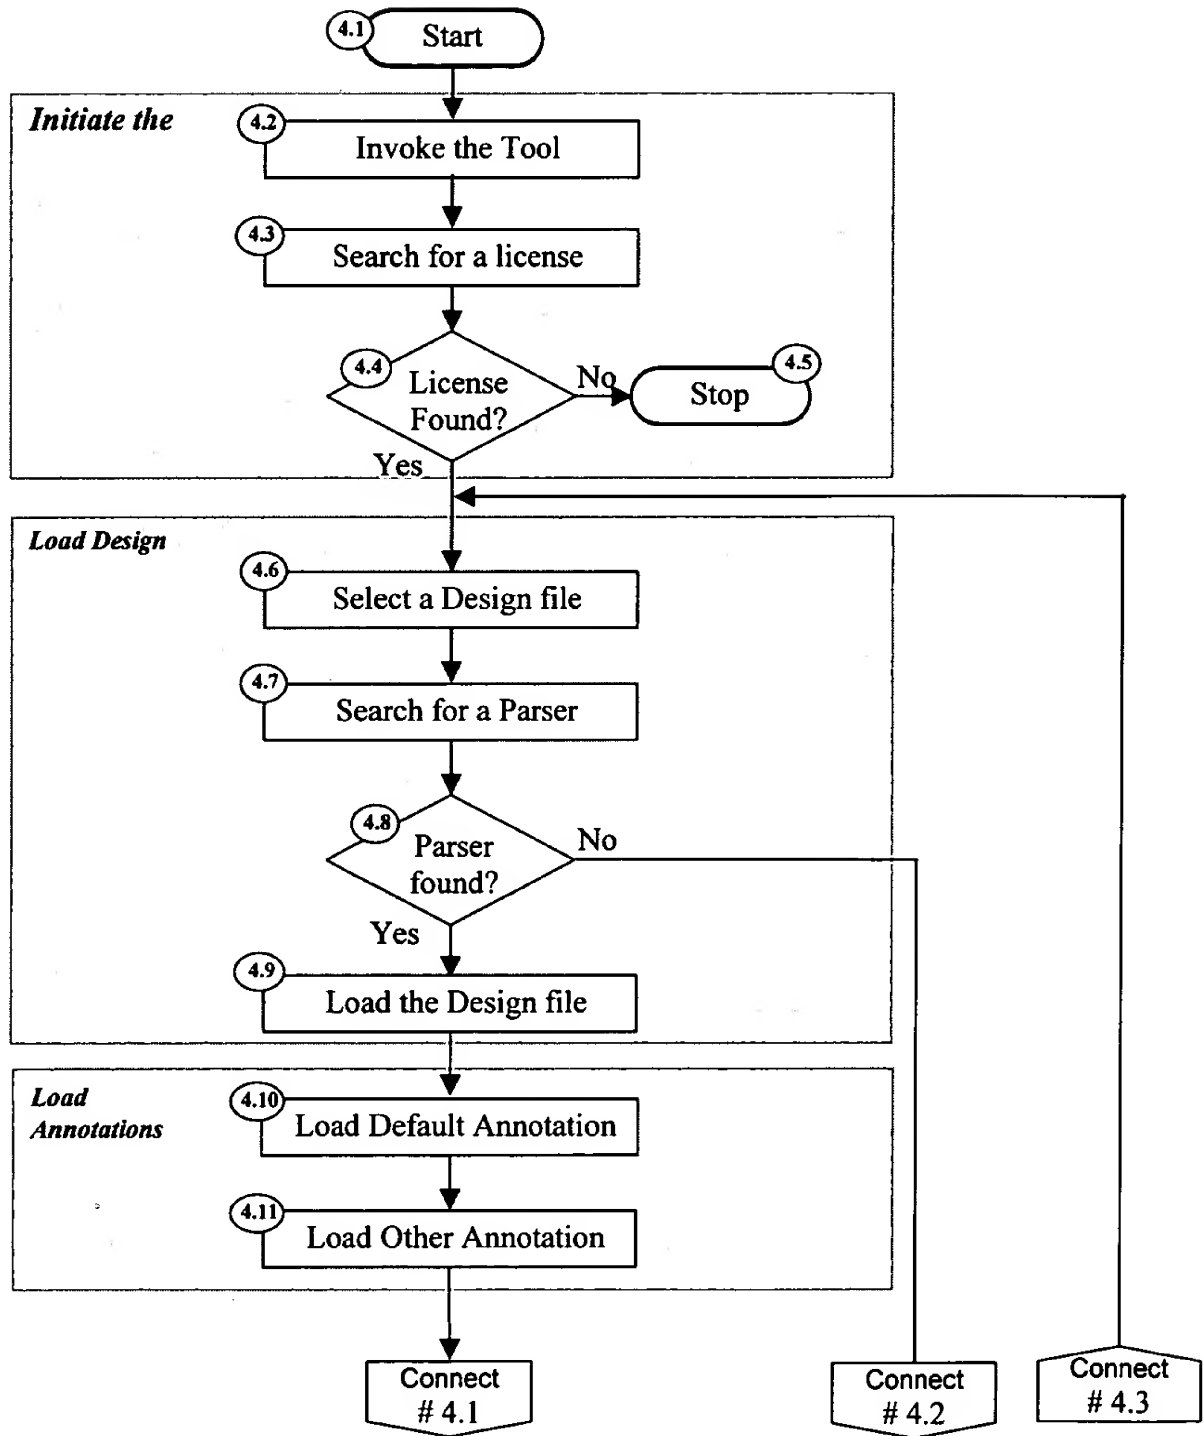 4.1
Start
Initiate the
4.2
Invoke the Tool
4.3
Search for a license
4.4
License
Found?
No
4.5
Stop
Yes
Load Design
4.6
Select a Design file
4.7
Search for a Parser
4.8
Parser
found?
No
Yes
4.9
Load the Design file
Load
Annotations
4.10
Load Default Annotation
4.11
Load Other Annotation
Connect
# 4.1
Connect
# 4.2
Connect
# 4.3